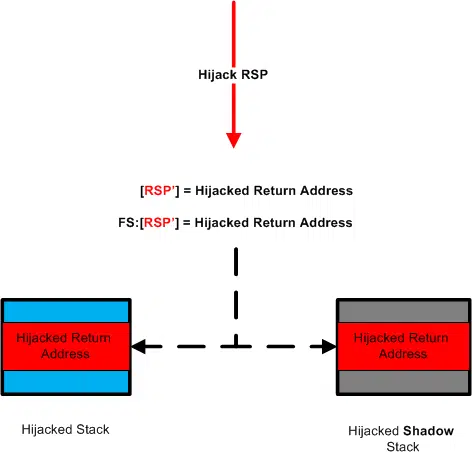 Hijack RSP
[RSP'] = Hijacked Return Address
FS:[RSP'] = Hijacked Return Address
Hijacked Return
Address
Hijacked Return
Address
Hijacked Stack
Hijacked Shadow
Stack